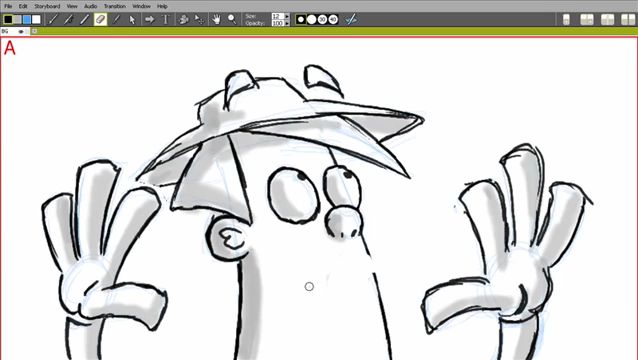 File Edit Storyboard View Audio Transition Window Help
T Size: 12
Opacity: 100
BG
A